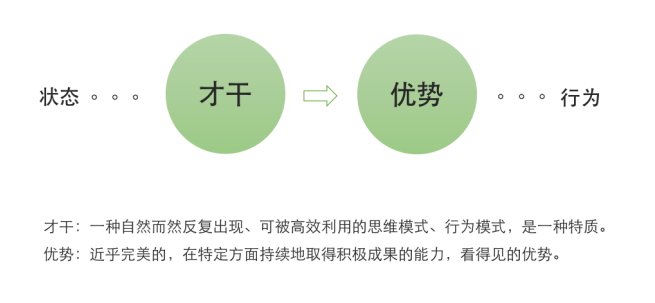 状态 。。。 才干 优势 。。。 行为
才干：一种自然而然反复出现、可被高效利用的思维模式、行为模式，是一种特质。
优势：近乎完美的，在特定方面持续地取得积极成果的能力，看得见的优势。